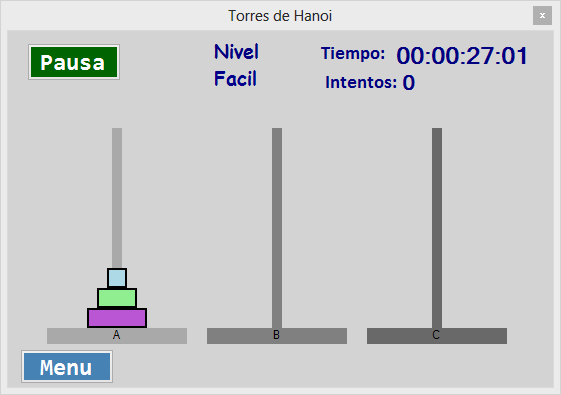 Torres de Hanoi
x
Pausa
Nivel
Facil
Tiempo: 00:00:27:01
Intentos: 0
A
B
C
Menu